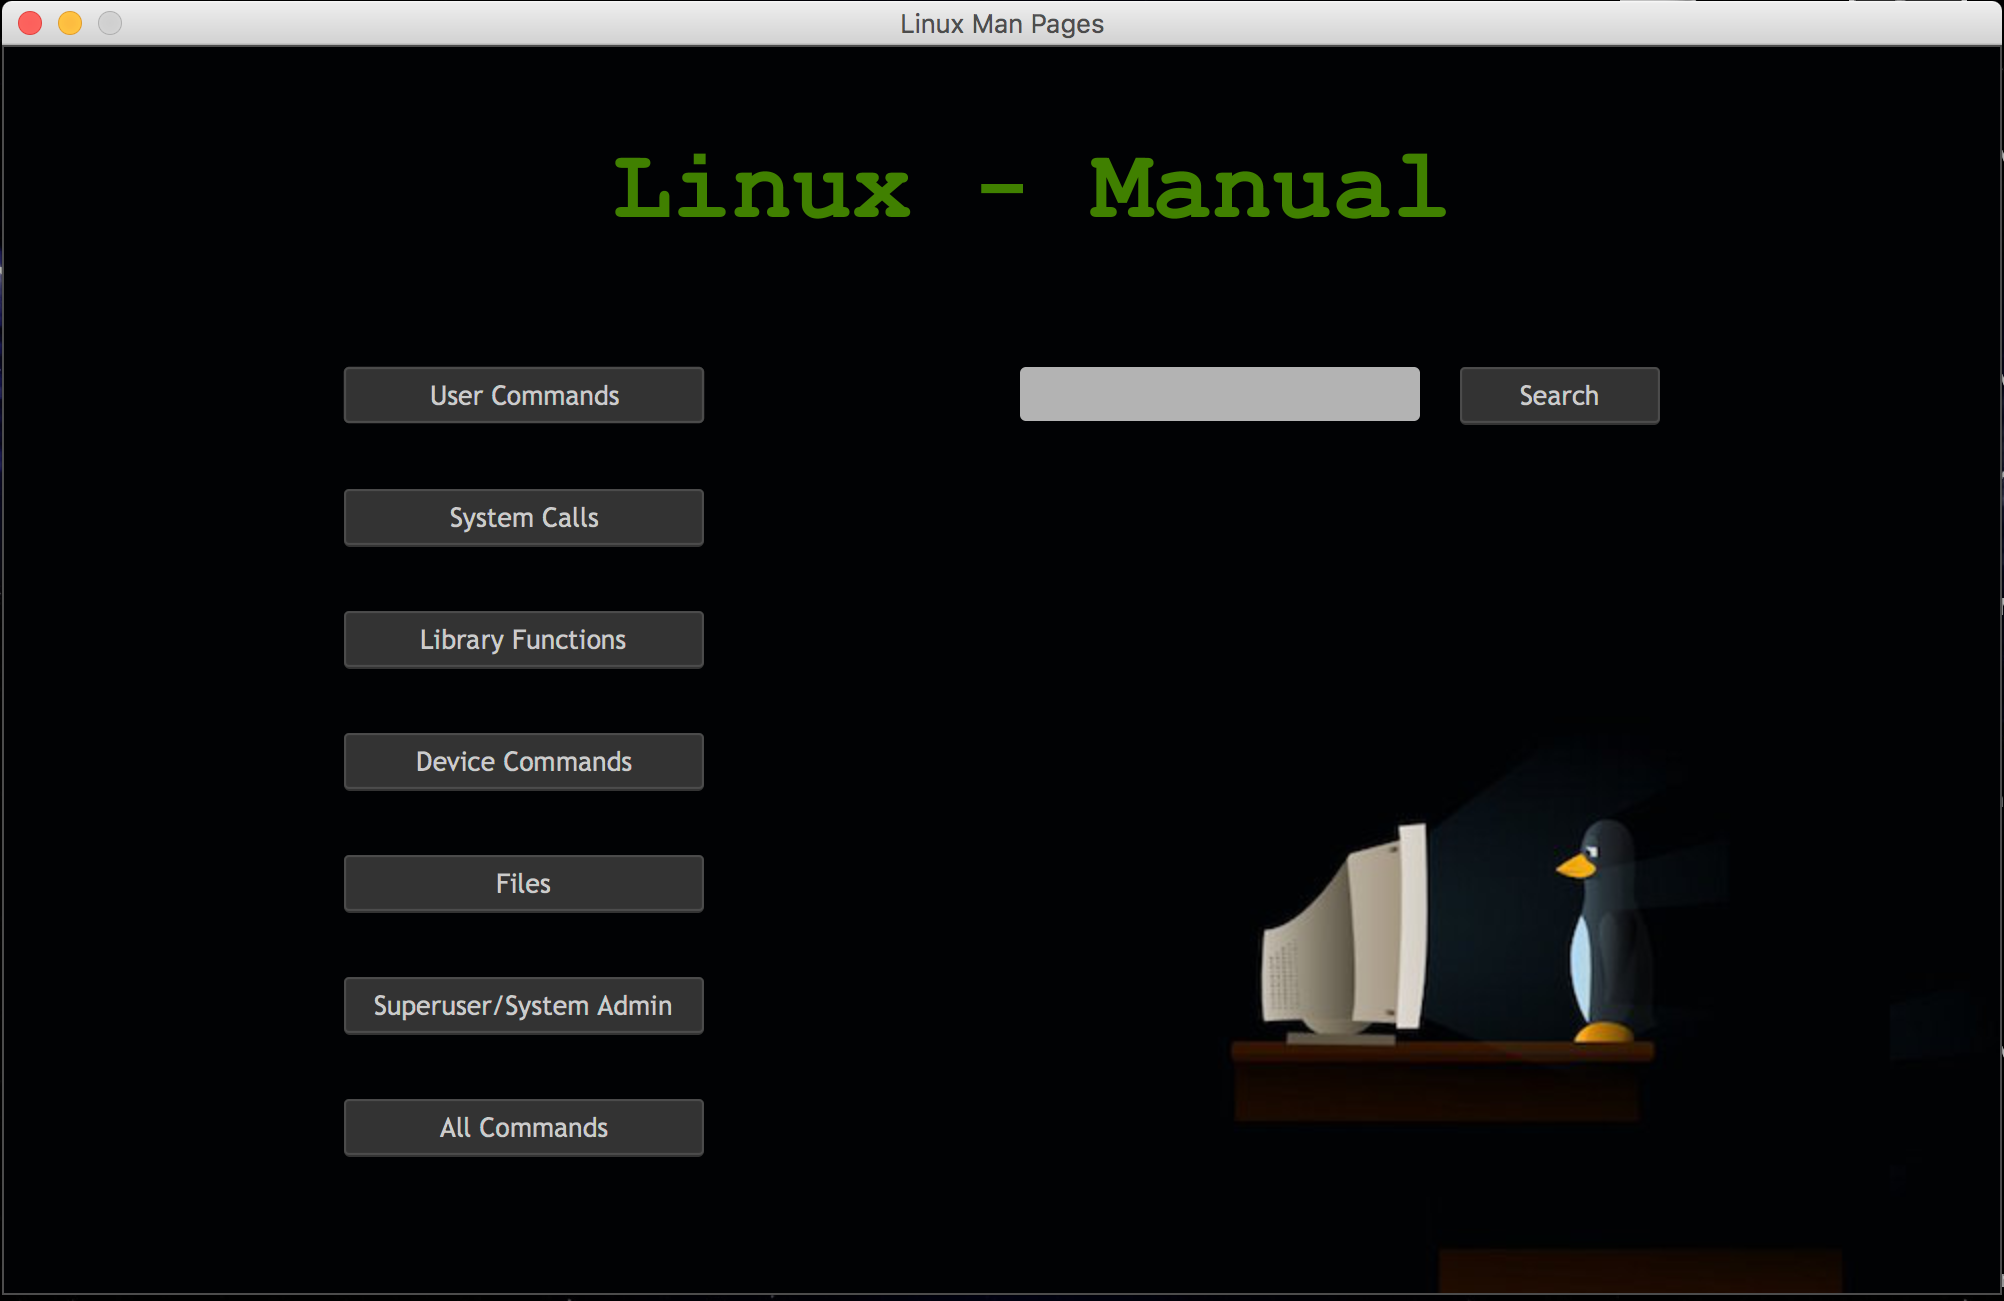 Linux Man Pages
Linux - Manual
User Commands
Search
System Calls
Library Functions
Device Commands
Files
Superuser/System Admin
All Commands